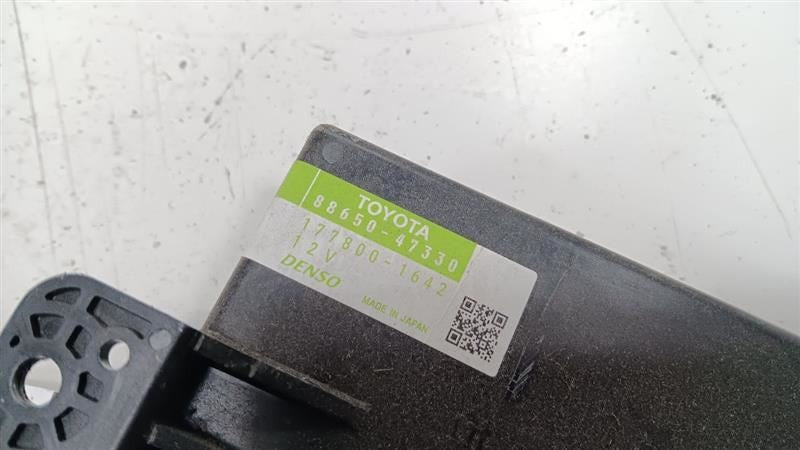 TOYOTA
88650-47330
177800-1642
12V
DENSO
MADE IN JAPAN